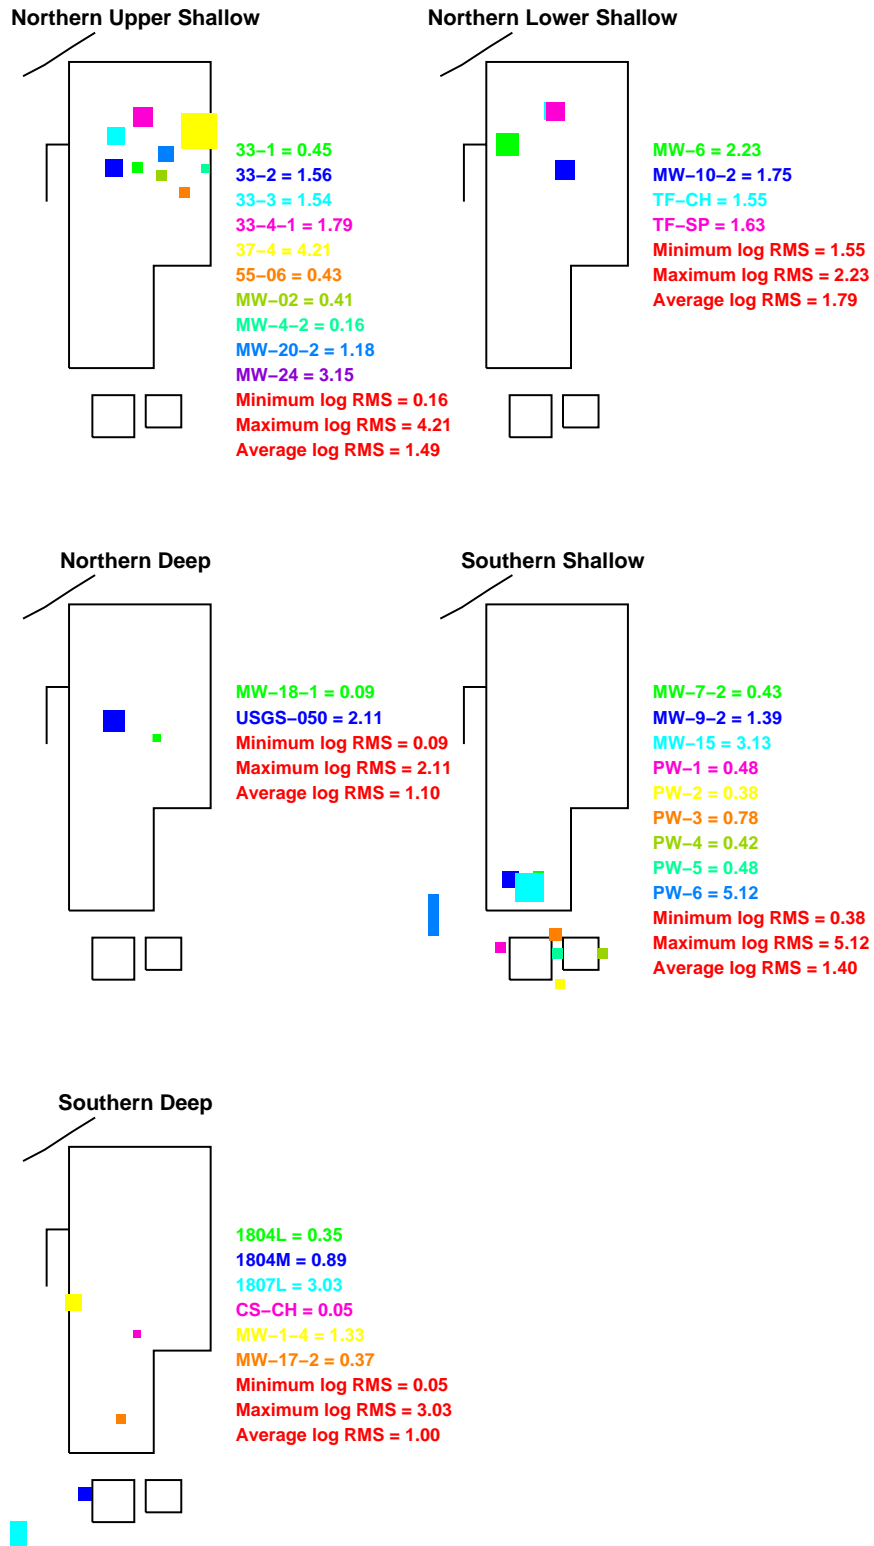 Northern Upper Shallow
33−1 = 0.45
33−2 = 1.56
33−3 = 1.54
33−4−1 = 1.79
37−4 = 4.21
55−06 = 0.43
MW−02 = 0.41
MW−4−2 = 0.16
MW−20−2 = 1.18
MW−24 = 3.15
Minimum log RMS = 0.16
Maximum log RMS = 4.21
Average log RMS = 1.49
Northern Lower Shallow
MW−6 = 2.23
MW−10−2 = 1.75
TF−CH = 1.55
TF−SP = 1.63
Minimum log RMS = 1.55
Maximum log RMS = 2.23
Average log RMS = 1.79
Northern Deep
MW−18−1 = 0.09
USGS−050 = 2.11
Minimum log RMS = 0.09
Maximum log RMS = 2.11
Average log RMS = 1.10
Southern Shallow
MW−7−2 = 0.43
MW−9−2 = 1.39
MW−15 = 3.13
PW−1 = 0.48
PW−2 = 0.38
PW−3 = 0.78
PW−4 = 0.42
PW−5 = 0.48
PW−6 = 5.12
Minimum log RMS = 0.38
Maximum log RMS = 5.12
Average log RMS = 1.40
Southern Deep
1804L = 0.35
1804M = 0.89
1807L = 3.03
CS−CH = 0.05
MW−1−4 = 1.33
MW−17−2 = 0.37
Minimum log RMS = 0.05
Maximum log RMS = 3.03
Average log RMS = 1.00